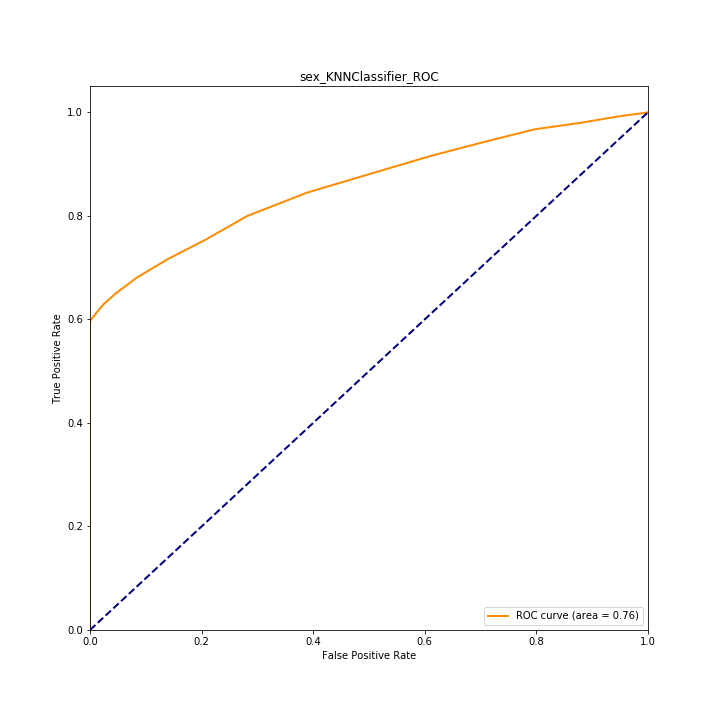 sex_KNNClassifier_ROC
1.0
0.8
0.6
0.4
0.2
0.0
True Positive Rate
ROC curve (area = 0.76)
0.0 0.2 0.4 0.6 0.8 1.0
False Positive Rate